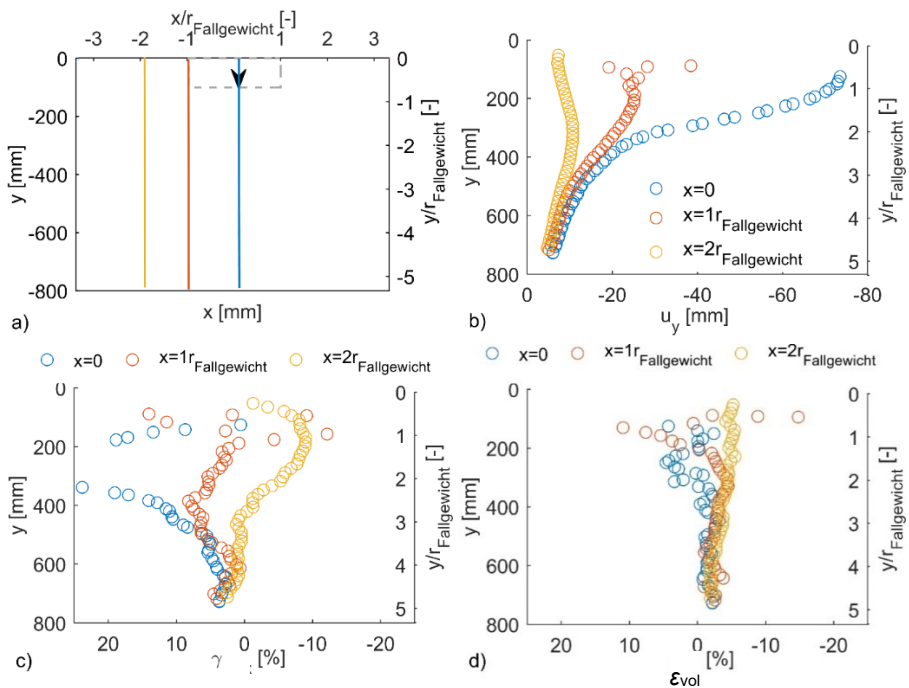 x/rFallgewicht [-]
-3 -2 -1 0 1 2 3
0 0
-200 -1
-400 -2
-600 -3
-800 -4
-5
y [mm]
y/rFallgewicht [-]
x [mm]
a)
0 0
200 1
400 2
600 3
800 4
5
y [mm]
y/rFallgewicht [-]
x=0
x=1rFallgewicht
x=2rFallgewicht
0 -20 -40 -60 -80
uy [mm]
b)
x=0 x=1rFallgewicht x=2rFallgewicht
0 0
200 1
400 2
600 3
800 4
5
y [mm]
y/rFallgewicht [-]
20 10 0 -10 -20
γ [%]
c)
x=0 x=1rFallgewicht x=2rFallgewicht
0 0
200 1
400 2
600 3
800 4
5
y [mm]
y/rFallgewicht [-]
20 10 0 -10 -20
[%]
εvol
d)